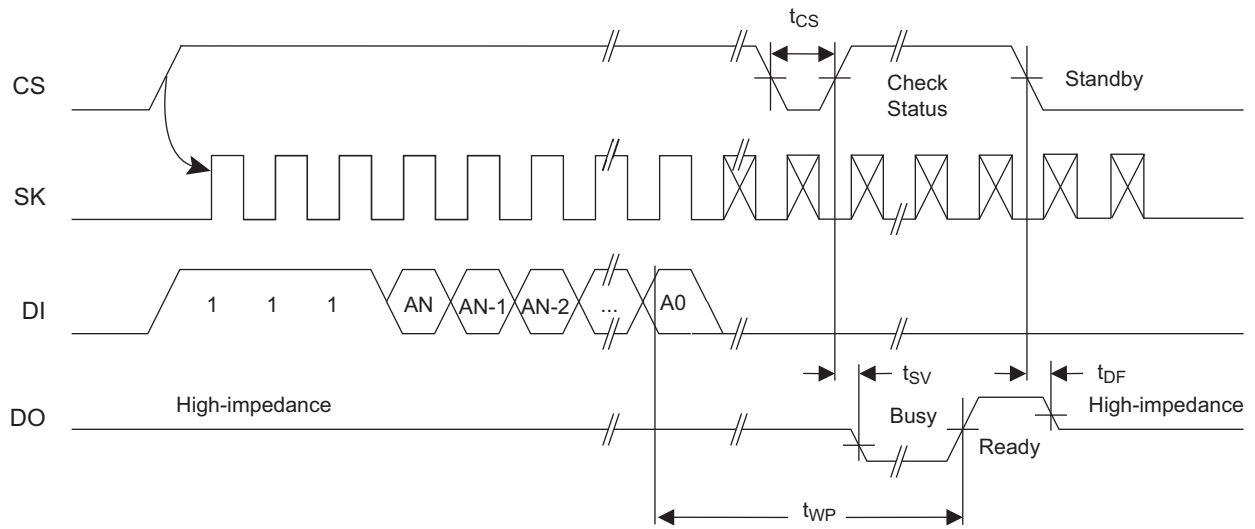 tCS
CS
Check
Status
Standby
SK
DI
1 1 1 AN AN-1 AN-2 ... A0
tSV
tDF
DO
High-impedance
Busy
Ready
High-impedance
tWP